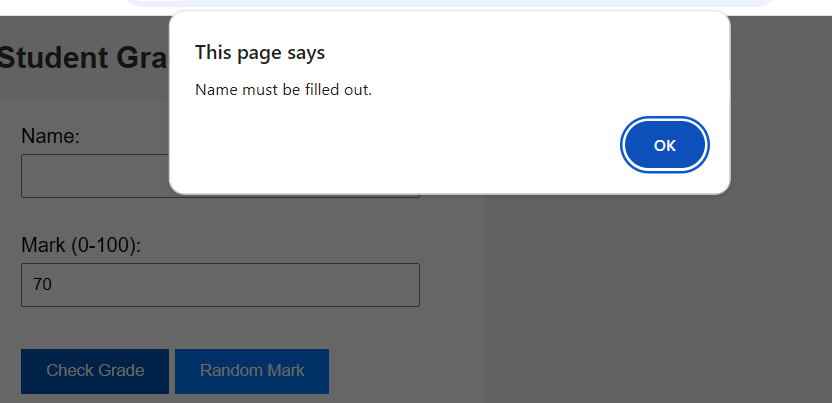 This page says
Name must be filled out.
OK
Student Gra
Name:
Mark (0-100):
70
Check Grade
Random Mark